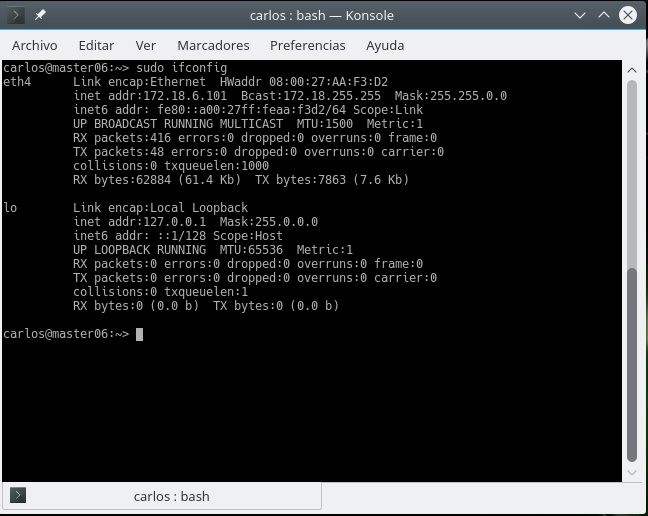 carlos : bash — Konsole
Archivo Editar Ver Marcadores Preferencias Ayuda
carlos@master06:~> sudo ifconfig
eth4      Link encap:Ethernet  HWaddr 08:00:27:AA:F3:D2
          inet addr:172.18.6.101  Bcast:172.18.255.255  Mask:255.255.0.0
          inet6 addr: fe80::a00:27ff:feaa:f3d2/64 Scope:Link
          UP BROADCAST RUNNING MULTICAST  MTU:1500  Metric:1
          RX packets:416 errors:0 dropped:0 overruns:0 frame:0
          TX packets:48 errors:0 dropped:0 overruns:0 carrier:0
          collisions:0 txqueuelen:1000
          RX bytes:62884 (61.4 Kb)  TX bytes:7863 (7.6 Kb)
lo        Link encap:Local Loopback
          inet addr:127.0.0.1  Mask:255.0.0.0
          inet6 addr: ::1/128 Scope:Host
          UP LOOPBACK RUNNING  MTU:65536  Metric:1
          RX packets:0 errors:0 dropped:0 overruns:0 frame:0
          TX packets:0 errors:0 dropped:0 overruns:0 carrier:0
          collisions:0 txqueuelen:1
          RX bytes:0 (0.0 b)  TX bytes:0 (0.0 b)
carlos@master06:~>
carlos : bash